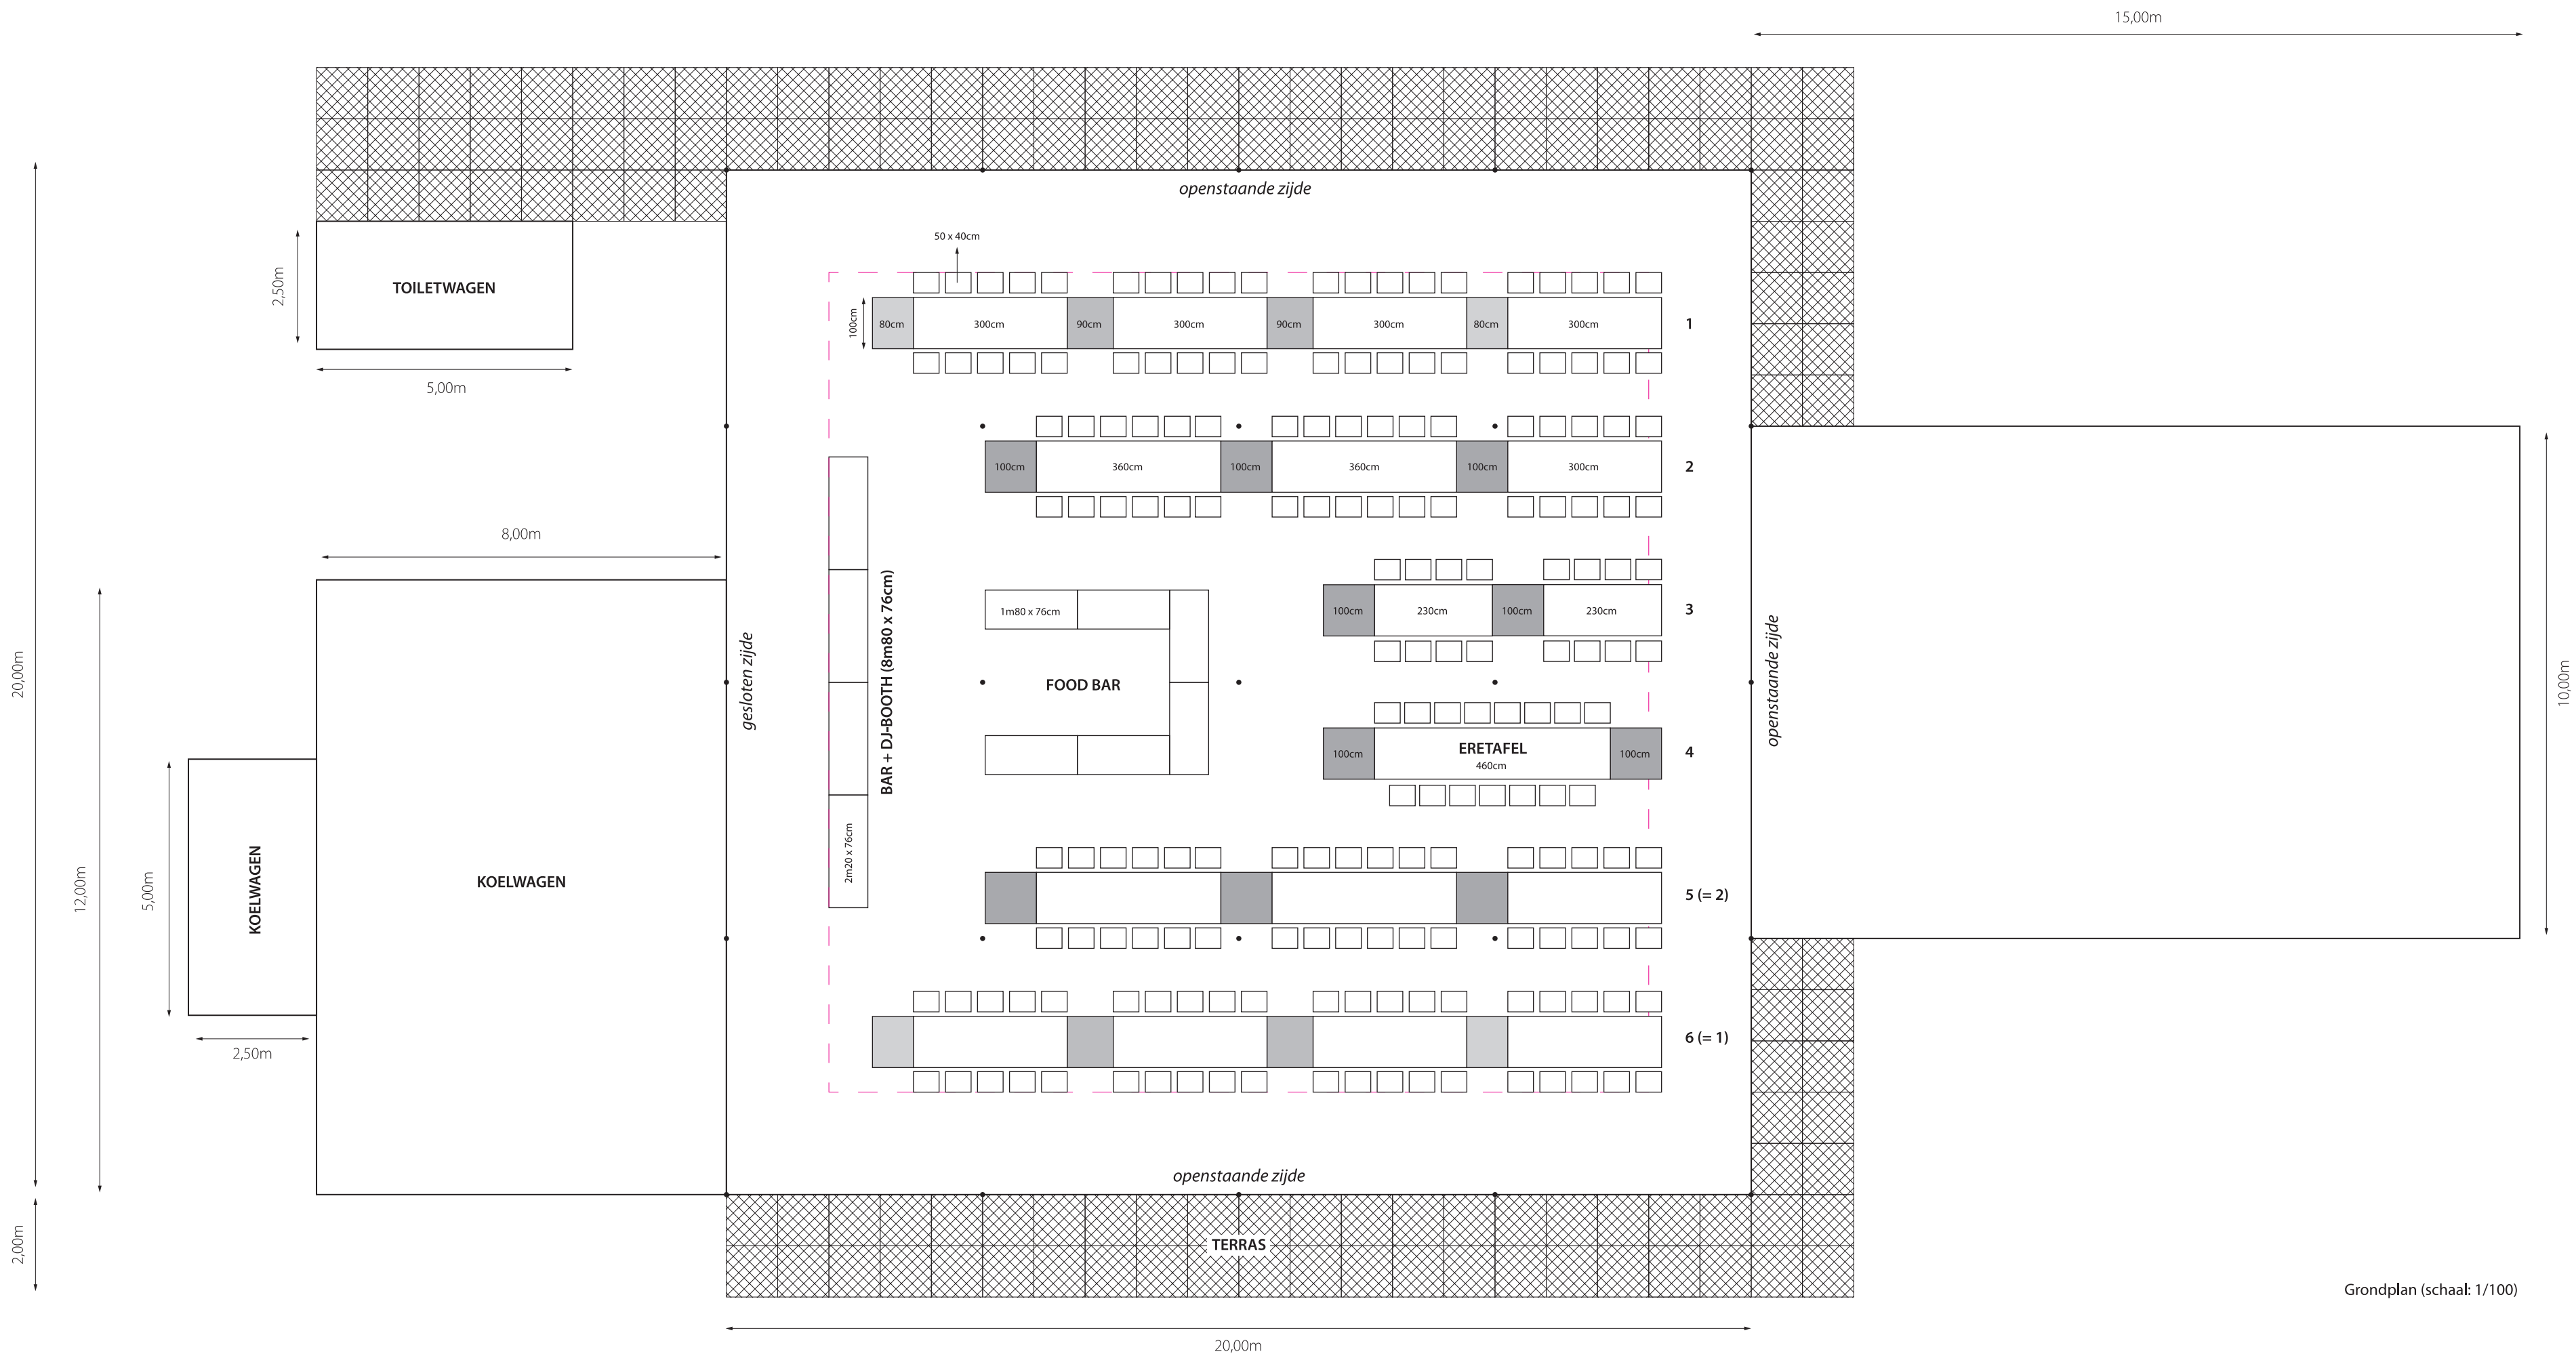 15,00m
openstaande zijde
50 x 40cm
2,50m
TOILETWAGEN
5,00m
100cm
80cm
300cm
90cm
300cm
90cm
300cm
80cm
300cm
1
100cm
360cm
100cm
360cm
100cm
300cm
2
8,00m
20,00m
12,00m
gesloten zijde
BAR + DJ-BOOTH (8m80 x 76cm)
2m20 x 76cm
1m80 x 76cm
FOOD BAR
100cm
230cm
100cm
230cm
3
openstaande zijde
10,00m
100cm
ERETAFEL
460cm
100cm
4
5,00m
KOELWAGEN
2,50m
KOELWAGEN
5 (= 2)
6 (= 1)
openstaande zijde
2,00m
TERRAS
Grondplan (schaal: 1/100)
20,00m